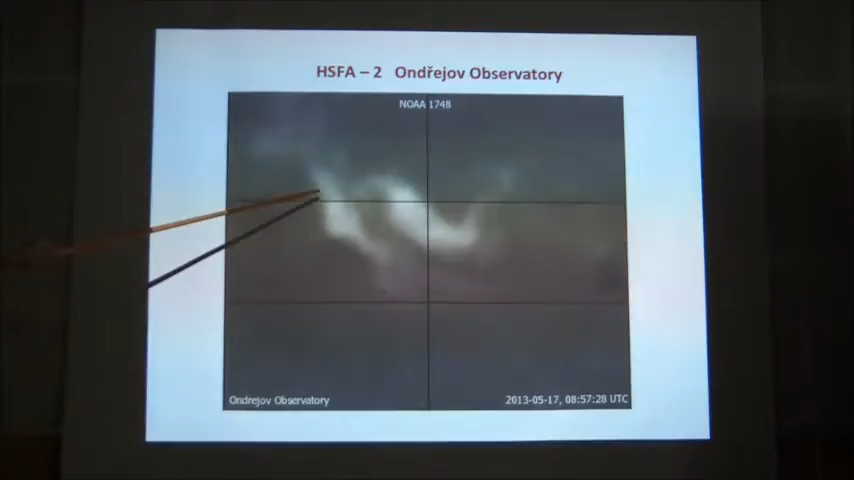 HSFA – 2 Ondřejov Observatory
NOAA 1748
Ondrejov Observatory
2013-05-17, 08:57:28 UTC